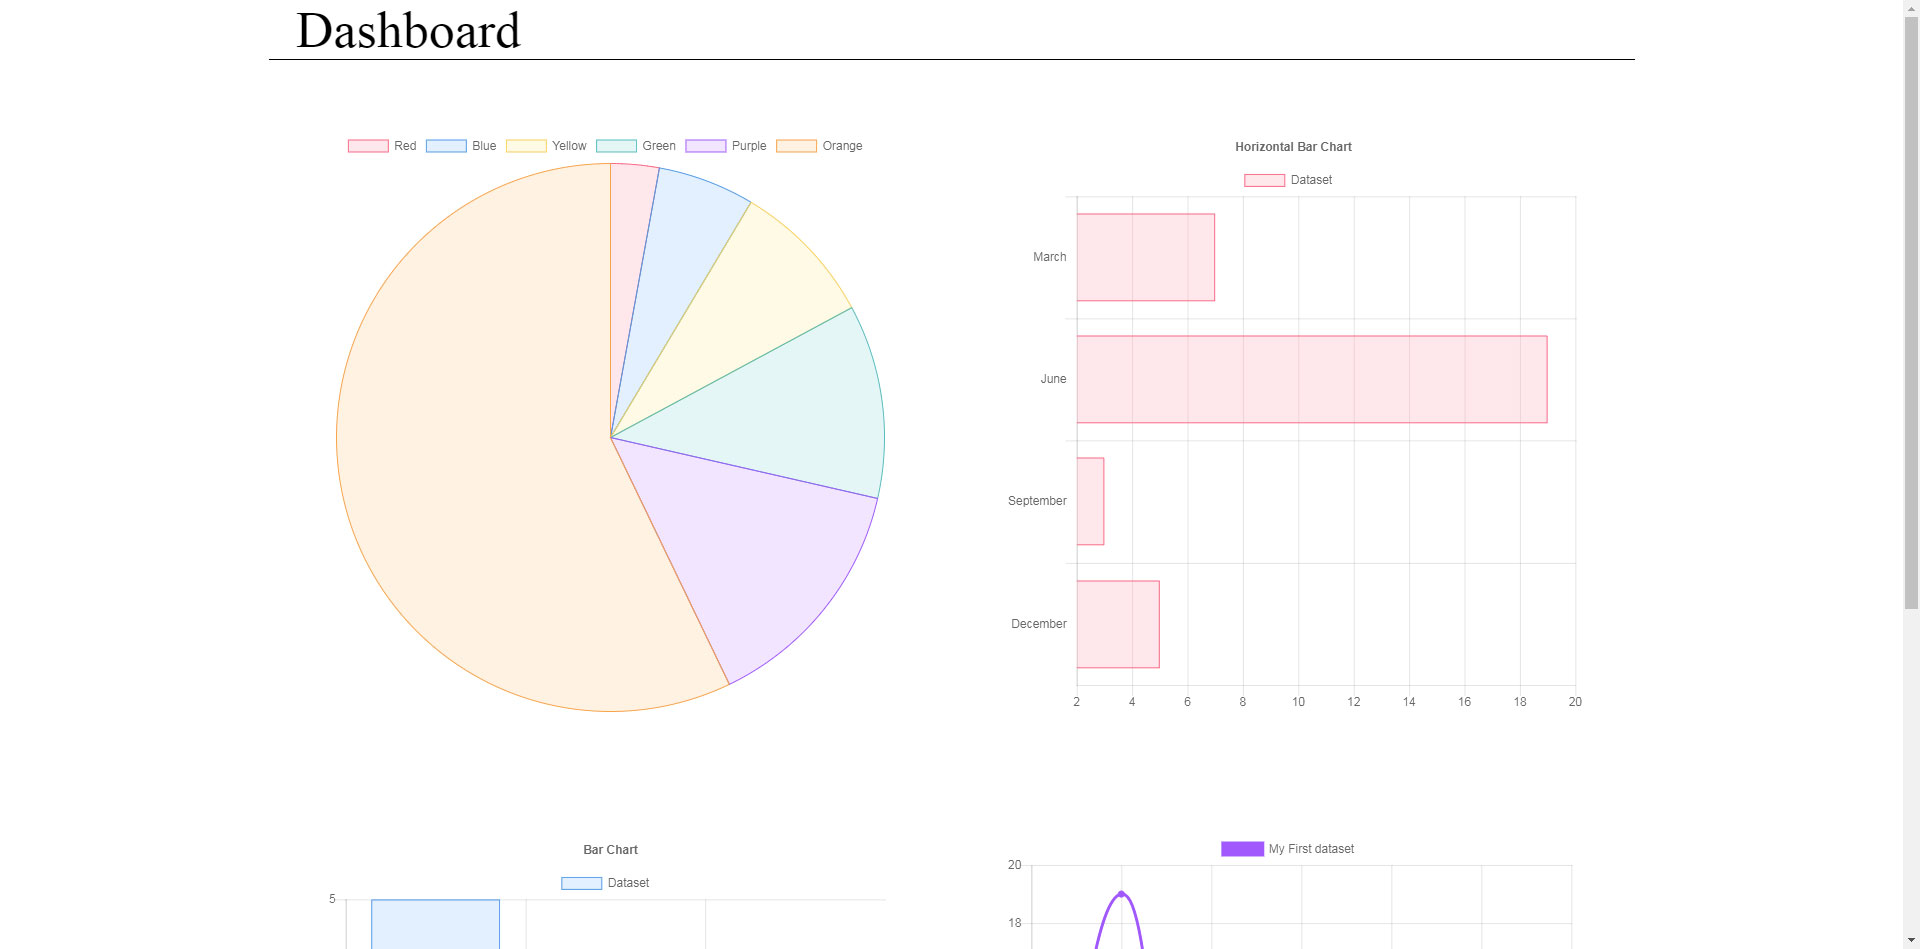 Dashboard
Red Blue Yellow Green Purple Orange
Horizontal Bar Chart
Dataset
March
June
September
December
2 4 6 8 10 12 14 16 18 20
Bar Chart
Dataset
5
My First dataset
20
18